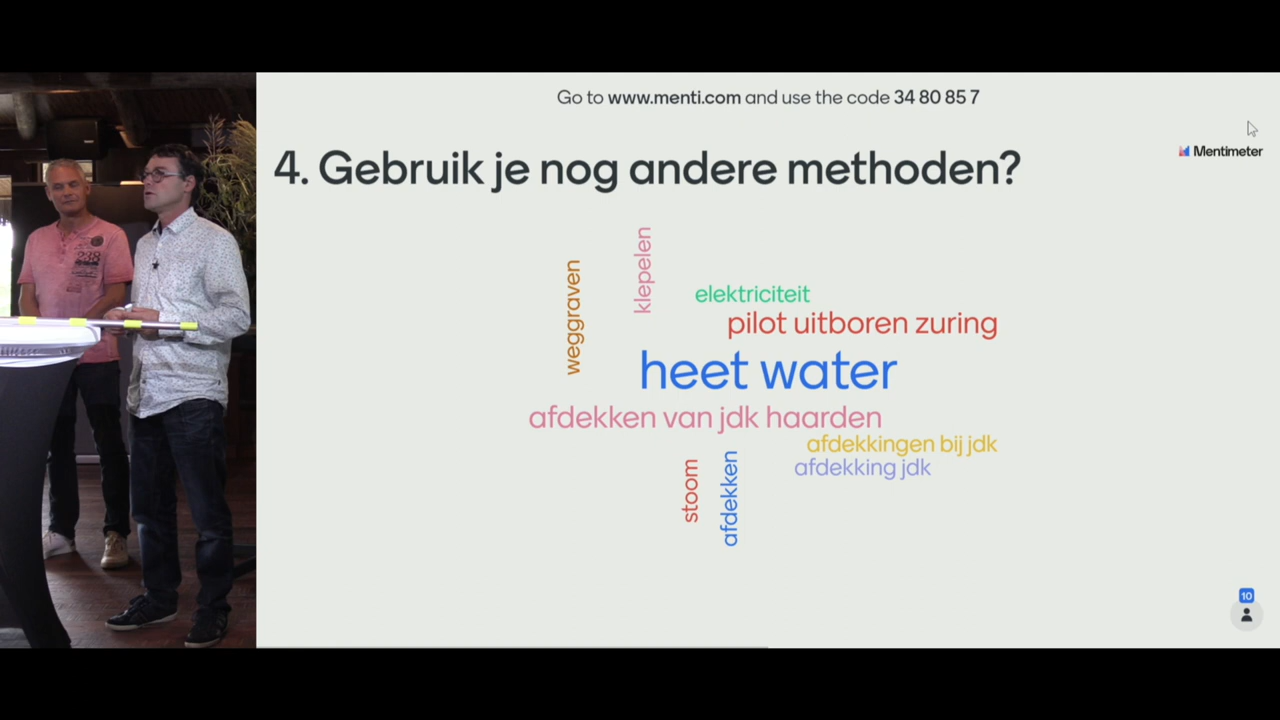 Go to www.menti.com and use the code 34 80 85 7
Mentimeter
4. Gebruik je nog andere methoden?
weggraven
klepelen
elektriciteit
pilot uitboren zuring
heet water
afdekken van jdk haarden
afdekkingen bij jdk
afdekking jdk
stoom
afdekken
10
238